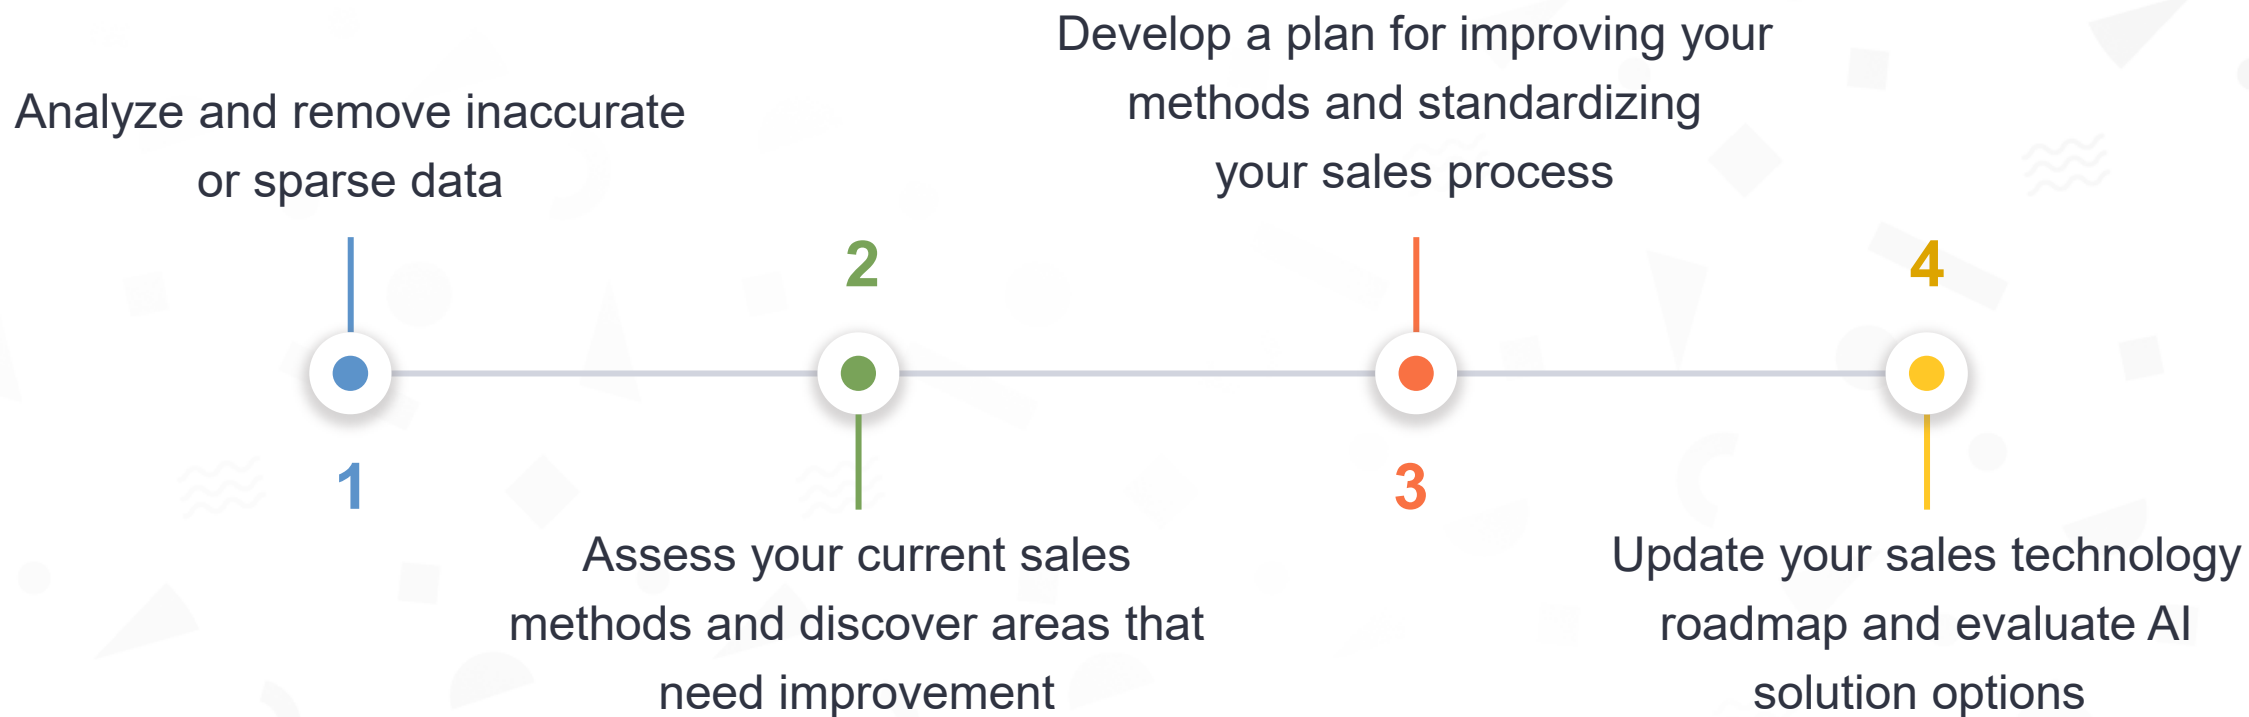 Analyze and remove inaccurate
or sparse data
1
2
Assess your current sales
methods and discover areas that
need improvement
Develop a plan for improving your
methods and standardizing
your sales process
3
4
Update your sales technology
roadmap and evaluate AI
solution options